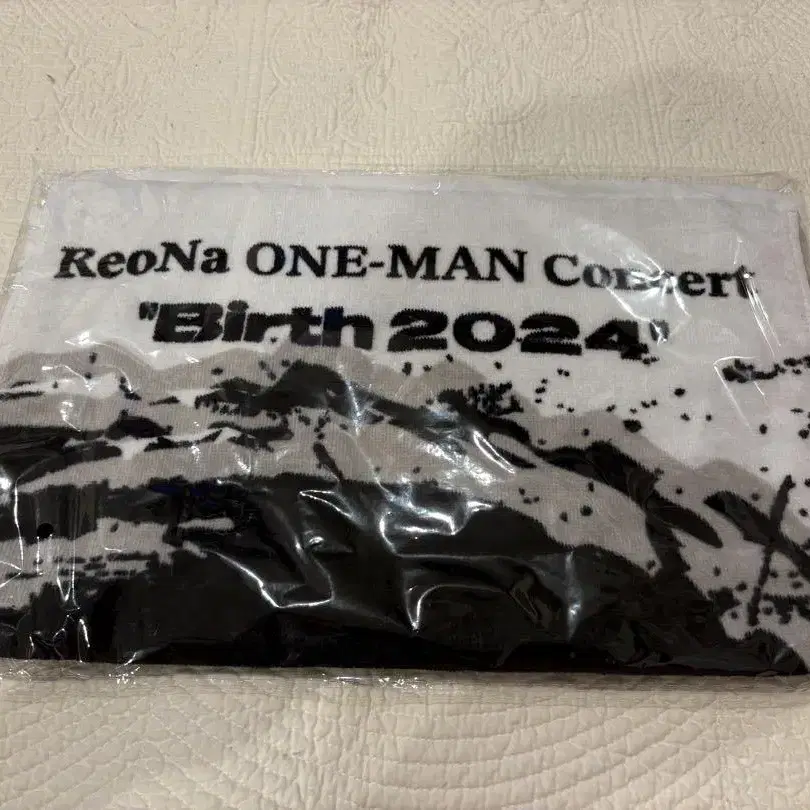 ReoNa ONE-MAN Concert
"Birth 2024"